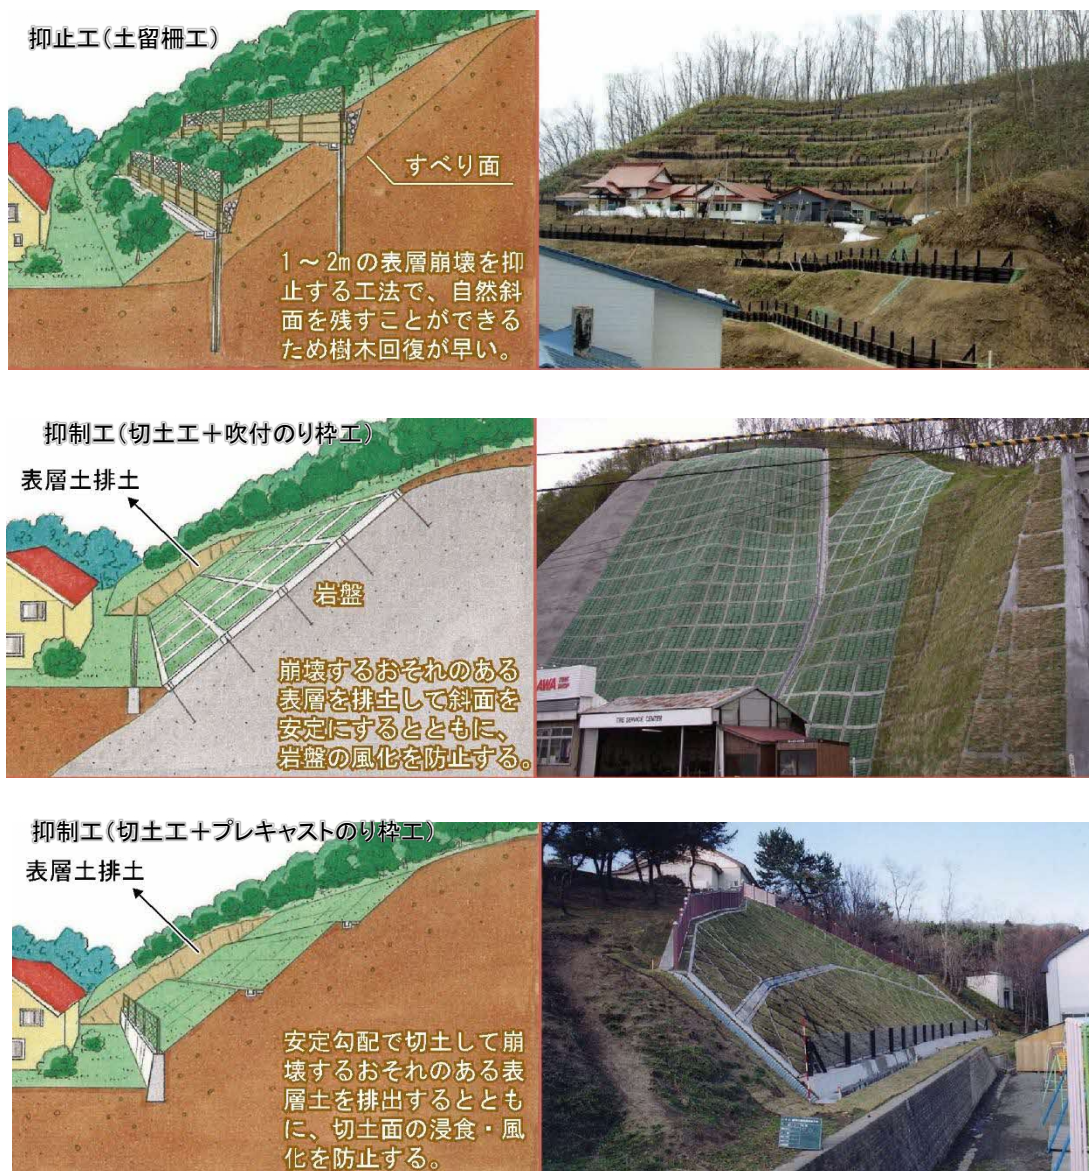 抑止工(土留柵工)
すべり面
1～2mの表層崩壊を抑
止する工法で、自然斜
面を残すことができる
ため樹木回復が早い。
抑制工(切土工＋吹付のり枠工)
表層土排土
岩盤
崩壊するおそれのある
表層を排土して斜面を
安定にするとともに、
岩盤の風化を防止する。
AWA TIRE SHOP
TIRE SERVICE CENTER
抑制工(切土工＋プレキャストのり枠工)
表層土排土
安定勾配で切土して崩
壊するおそれのある表
層土を排出するととも
に、切土面の浸食・風
化を防止する。